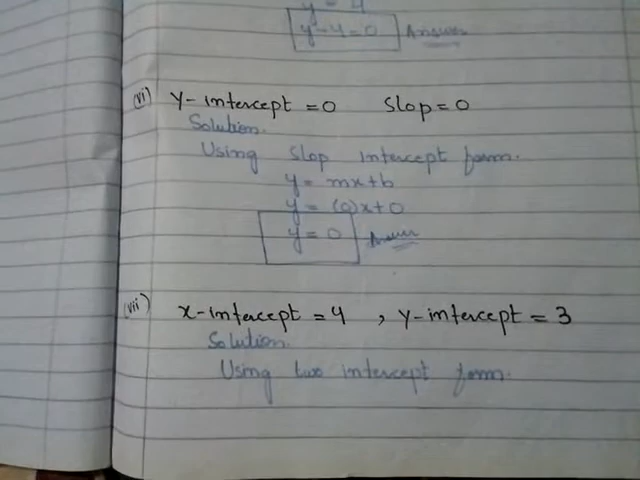 y = 4
y-4=0 Answer
(vi) Y-intercept =0 Slop=0
Solution.
Using Slop intercept form.
y = mx+b
y = (0)x+0
y = 0 Answer
(vii) x-intercept =4 , y-intercept = 3
Solution.
Using two intercept form.